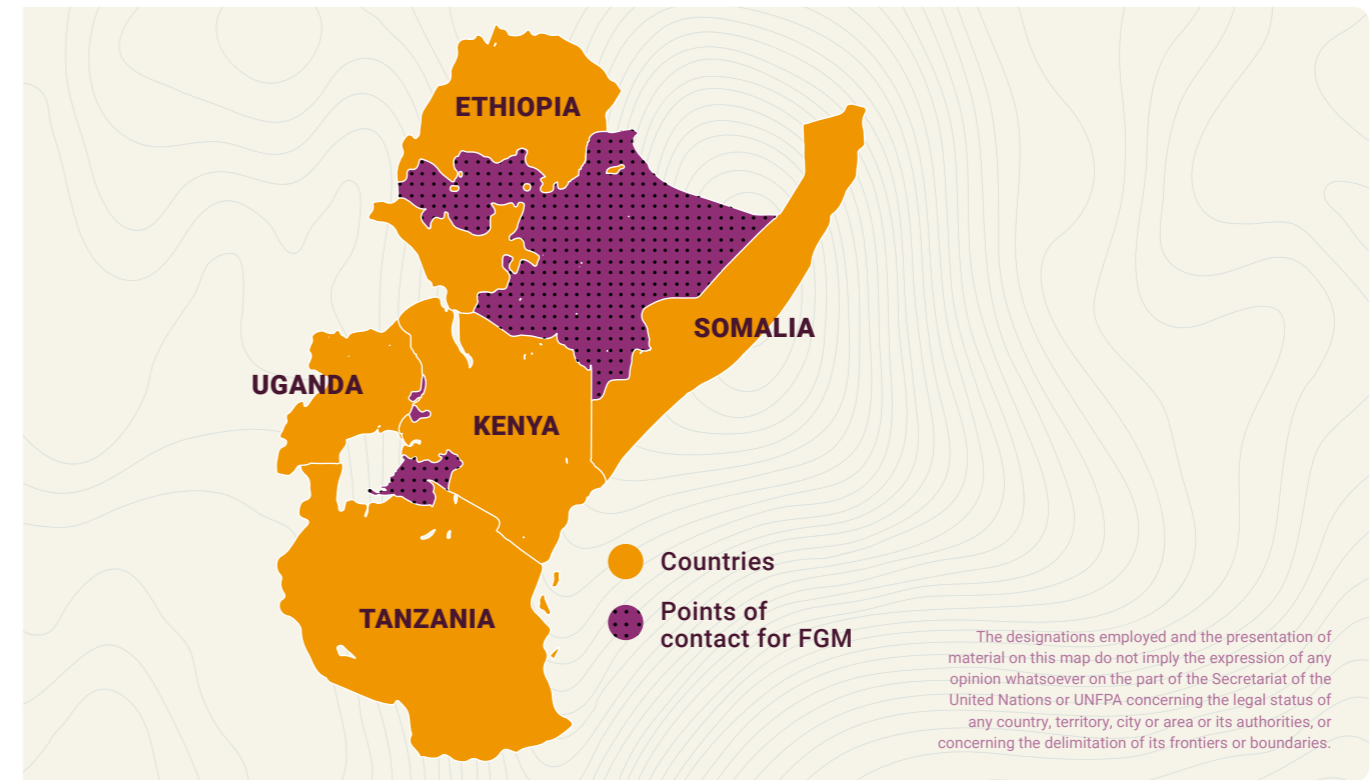 ETHIOPIA
SOMALIA
UGANDA
KENYA
TANZANIA
Countries
Points of
contact for FGM
The designations employed and the presentation of
material on this map do not imply the expression of any
opinion whatsoever on the part of the Secretariat of the
United Nations or UNFPA concerning the legal status of
any country, territory, city or area or its authorities, or
concerning the delimitation of its frontiers or boundaries.